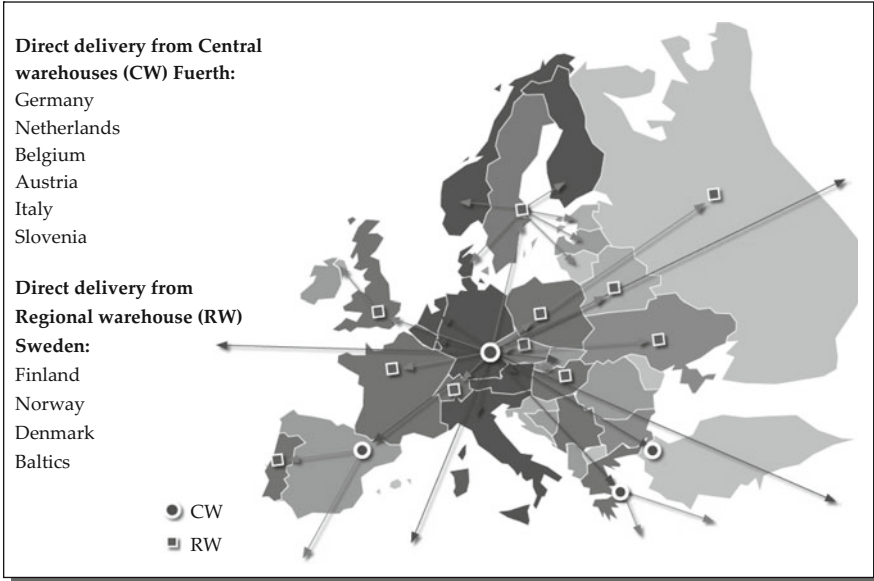 Direct delivery from Central
warehouses (CW) Fuerth:
Germany
Netherlands
Belgium
Austria
Italy
Slovenia
Direct delivery from
Regional warehouse (RW)
Sweden:
Finland
Norway
Denmark
Baltics
CW
RW